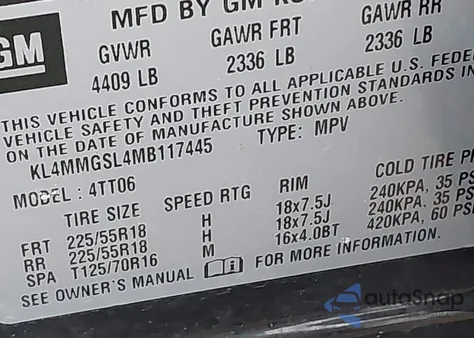 GM
MFD BY GM KO
GVWR GAWR FRT GAWR RR
4409 LB 2336 LB 2336 LB
THIS VEHICLE CONFORMS TO ALL APPLICABLE U.S. FEDE
VEHICLE SAFETY AND THEFT PREVENTION STANDARDS IN
ON THE DATE OF MANUFACTURE SHOWN ABOVE.
KL4MMGSL4MB117445 TYPE: MPV
MODEL : 4TT06
TIRE SIZE SPEED RTG RIM COLD TIRE P
FRT 225/55R18 H 18x7.5J 240KPA, 35 PS
RR 225/55R18 H 18x7.5J 240KPA, 35 PS
SPA T125/70R16 M 16x4.0BT 420KPA, 60 PS
SEE OWNER'S MANUAL FOR MORE INFORMATION.
autoSnap